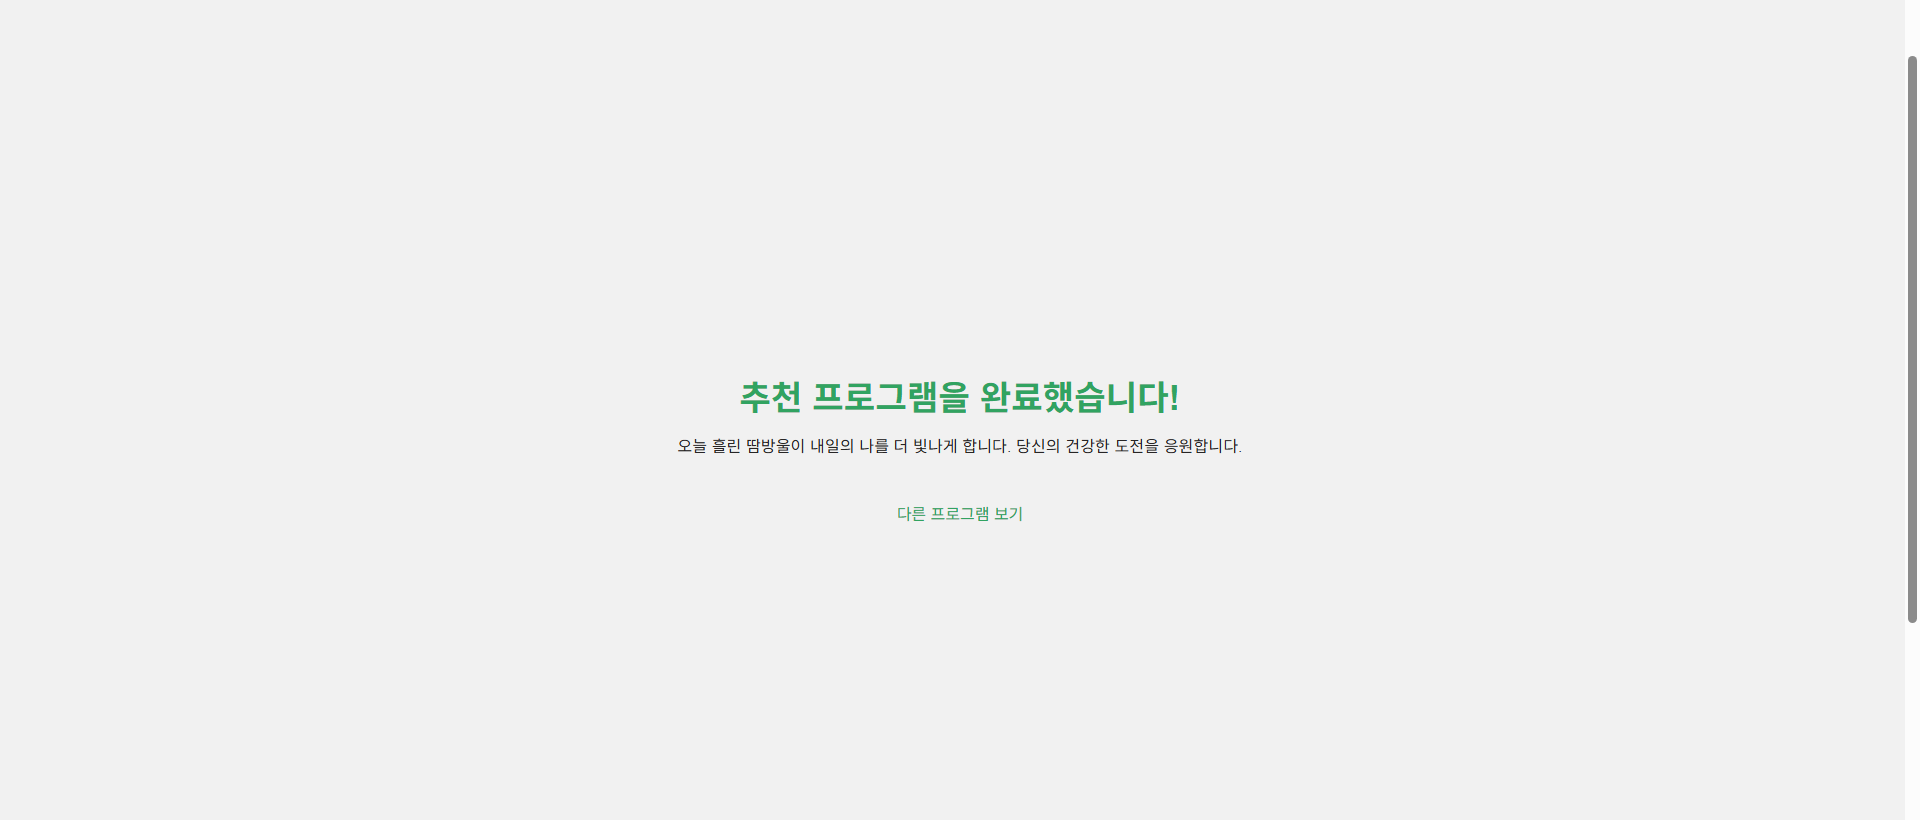 추천 프로그램을 완료했습니다!
오늘 흘린 땀방울이 내일의 나를 더 빛나게 합니다. 당신의 건강한 도전을 응원합니다.
다른 프로그램 보기